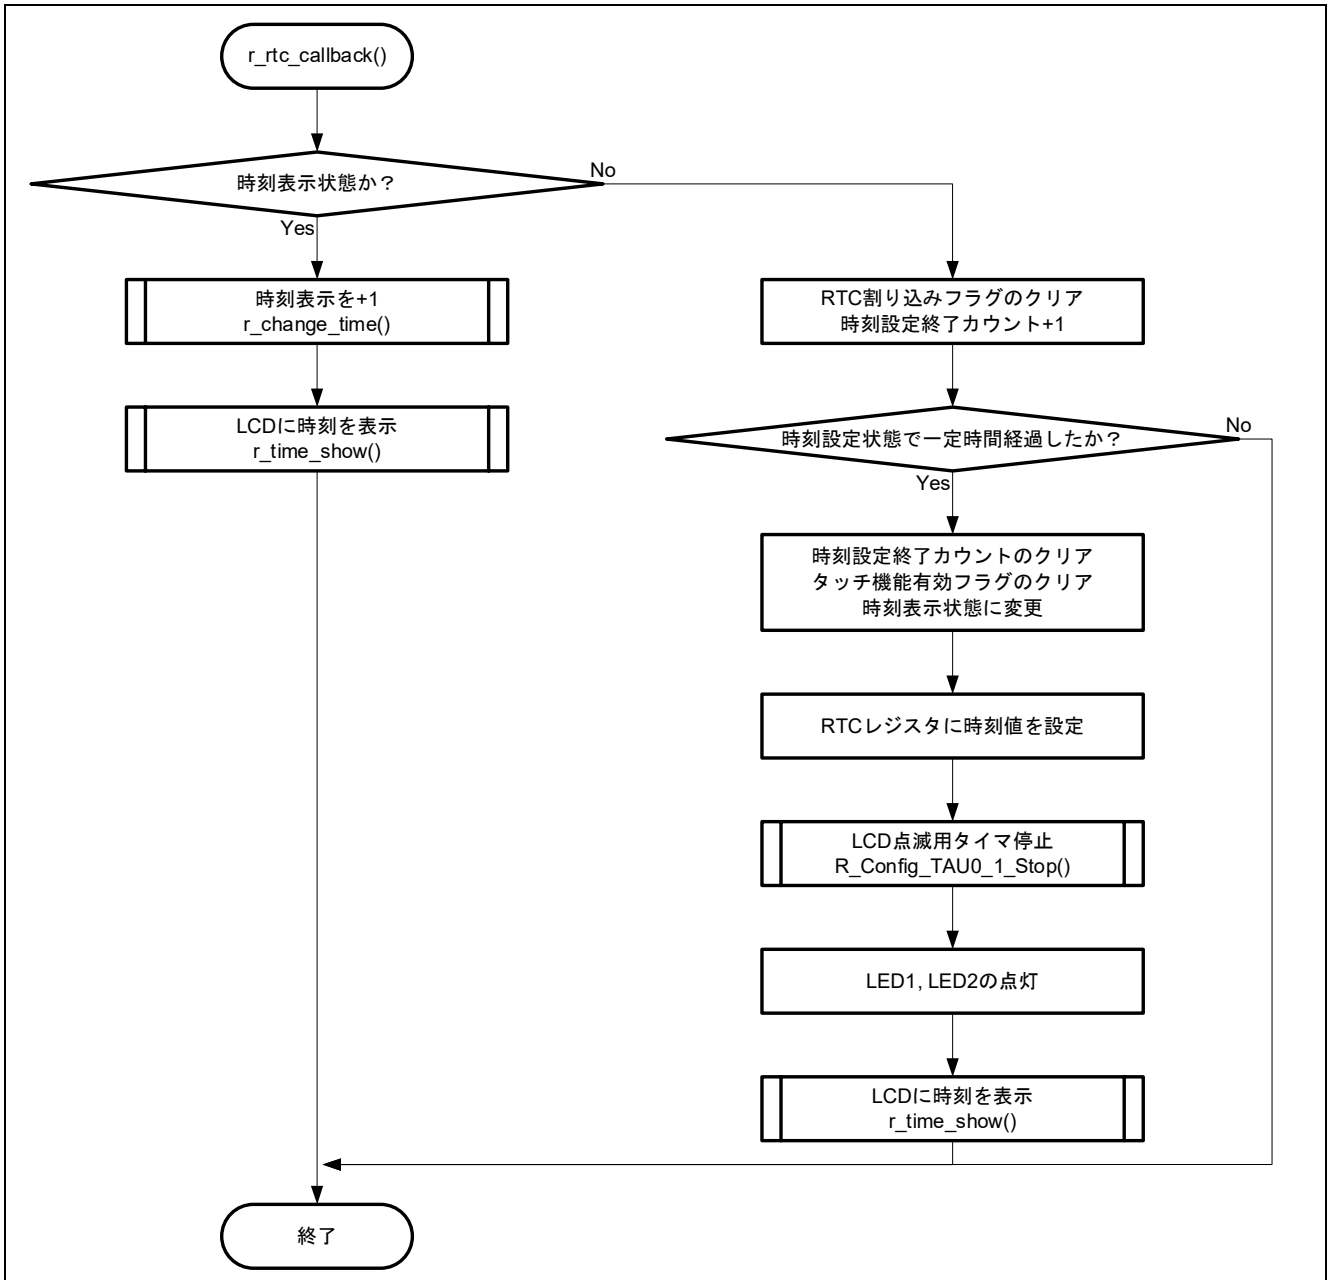 r_rtc_callback()
時刻表示状態か？
No
Yes
時刻表示を+1
r_change_time()
LCDに時刻を表示
r_time_show()
RTC割り込みフラグのクリア
時刻設定終了カウント+1
時刻設定状態で一定時間経過したか？
No
Yes
時刻設定終了カウントのクリア
タッチ機能有効フラグのクリア
時刻表示状態に変更
RTCレジスタに時刻値を設定
LCD点滅用タイマ停止
R_Config_TAU0_1_Stop()
LED1, LED2の点灯
LCDに時刻を表示
r_time_show()
終了